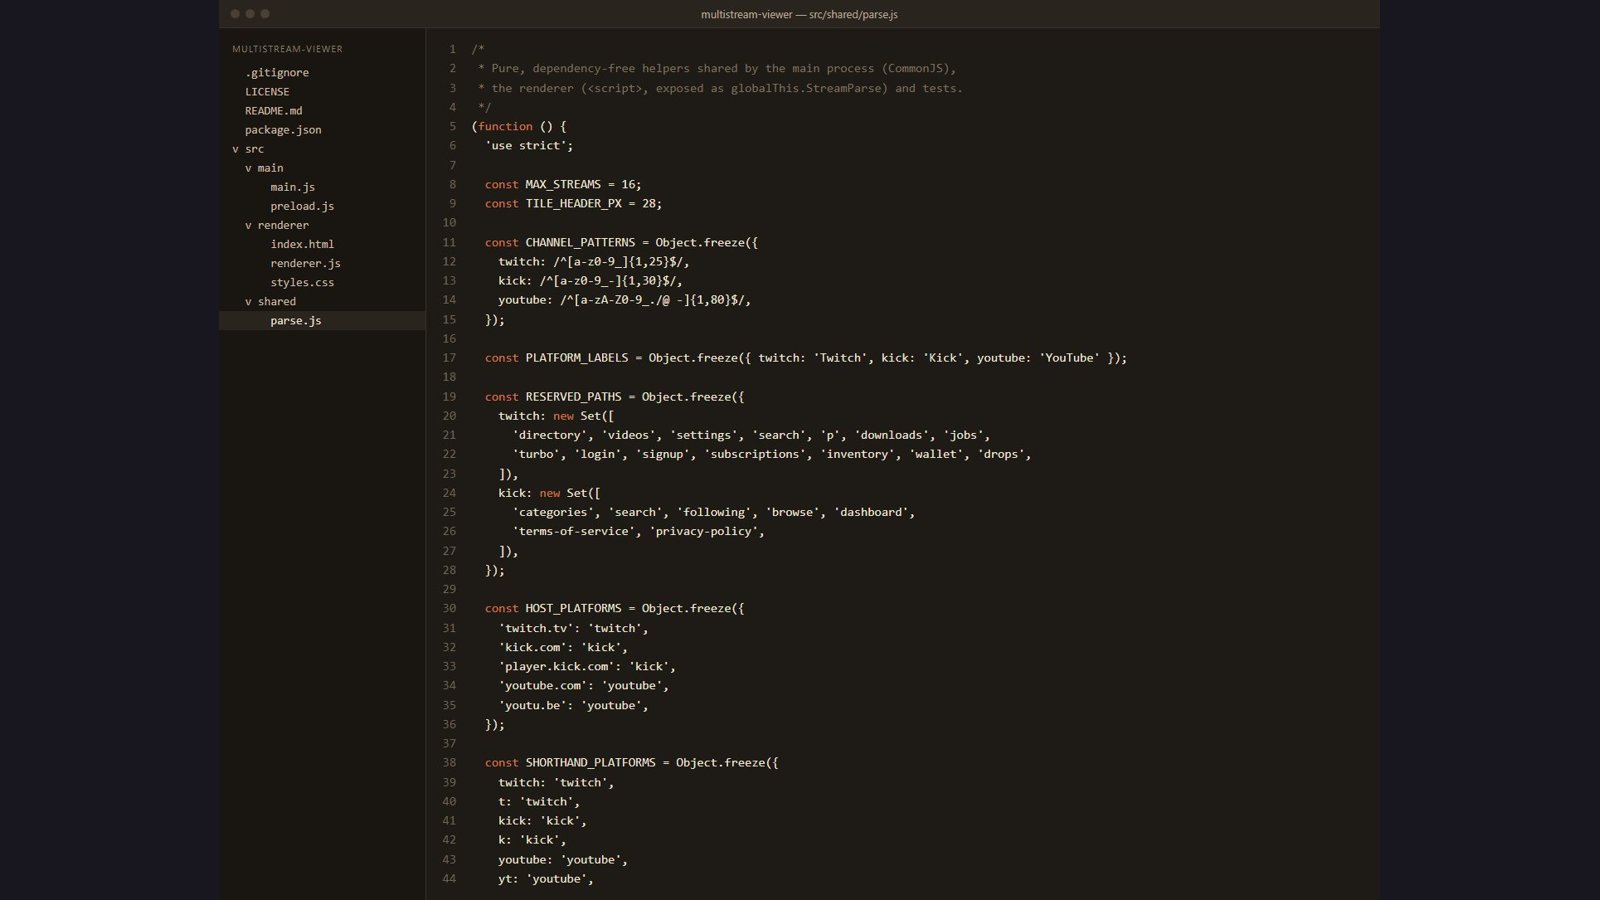 multistream-viewer — src/shared/parse.js
MULTISTREAM-VIEWER
.gitignore
LICENSE
README.md
package.json
v src
v main
main.js
preload.js
v renderer
index.html
renderer.js
styles.css
v shared
parse.js
1 /*
2 * Pure, dependency-free helpers shared by the main process (CommonJS),
3 * the renderer (<script>, exposed as globalThis.StreamParse) and tests.
4 */
5 (function () {
6 'use strict';
7
8 const MAX_STREAMS = 16;
9 const TILE_HEADER_PX = 28;
10
11 const CHANNEL_PATTERNS = Object.freeze({
12 twitch: /^[a-z0-9_]{1,25}$/,
13 kick: /^[a-z0-9_-]{1,30}$/,
14 youtube: /^[a-zA-Z0-9_./@ -]{1,80}$/,
15 });
16
17 const PLATFORM_LABELS = Object.freeze({ twitch: 'Twitch', kick: 'Kick', youtube: 'YouTube' });
18
19 const RESERVED_PATHS = Object.freeze({
20 twitch: new Set([
21 'directory', 'videos', 'settings', 'search', 'p', 'downloads', 'jobs',
22 'turbo', 'login', 'signup', 'subscriptions', 'inventory', 'wallet', 'drops',
23 ]),
24 kick: new Set([
25 'categories', 'search', 'following', 'browse', 'dashboard',
26 'terms-of-service', 'privacy-policy',
27 ]),
28 });
29
30 const HOST_PLATFORMS = Object.freeze({
31 'twitch.tv': 'twitch',
32 'kick.com': 'kick',
33 'player.kick.com': 'kick',
34 'youtube.com': 'youtube',
35 'youtu.be': 'youtube',
36 });
37
38 const SHORTHAND_PLATFORMS = Object.freeze({
39 twitch: 'twitch',
40 t: 'twitch',
41 kick: 'kick',
42 k: 'kick',
43 youtube: 'youtube',
44 yt: 'youtube',